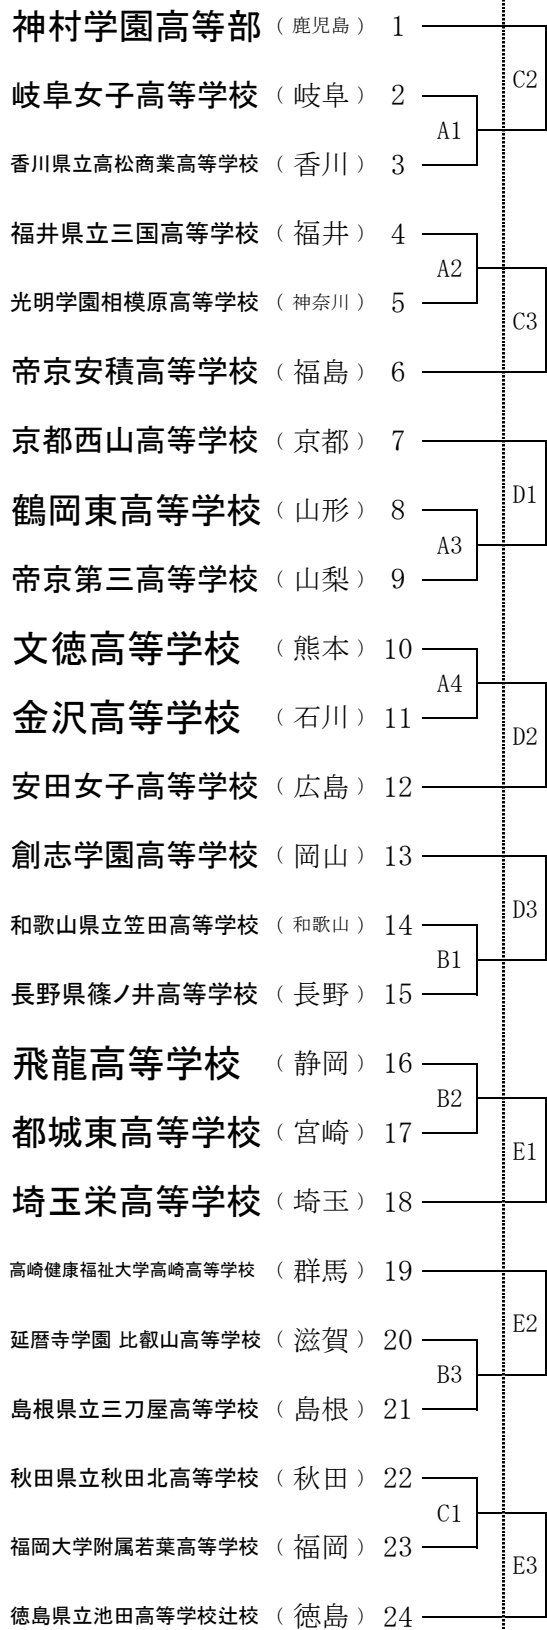 神村学園高等部 （ 鹿児島 ） 1
C2
岐阜女子高等学校 （ 岐阜 ） 2
A1
香川県立高松商業高等学校 （ 香川 ） 3
福井県立三国高等学校 （ 福井 ） 4
A2
光明学園相模原高等学校 （ 神奈川 ） 5
C3
帝京安積高等学校 （ 福島 ） 6
京都西山高等学校 （ 京都 ） 7
D1
鶴岡東高等学校 （ 山形 ） 8
A3
帝京第三高等学校 （ 山梨 ） 9
文徳高等学校 （ 熊本 ） 10
A4
金沢高等学校 （ 石川 ） 11
D2
安田女子高等学校 （ 広島 ） 12
創志学園高等学校 （ 岡山 ） 13
D3
和歌山県立笠田高等学校 （ 和歌山 ） 14
B1
長野県篠ノ井高等学校 （ 長野 ） 15
飛龍高等学校 （ 静岡 ） 16
B2
都城東高等学校 （ 宮崎 ） 17
E1
埼玉栄高等学校 （ 埼玉 ） 18
高崎健康福祉大学高崎高等学校 （ 群馬 ） 19
E2
延暦寺学園 比叡山高等学校 （ 滋賀 ） 20
B3
島根県立三刀屋高等学校 （ 島根 ） 21
秋田県立秋田北高等学校 （ 秋田 ） 22
C1
福岡大学附属若葉高等学校 （ 福岡 ） 23
E3
徳島県立池田高等学校辻校 （ 徳島 ） 24